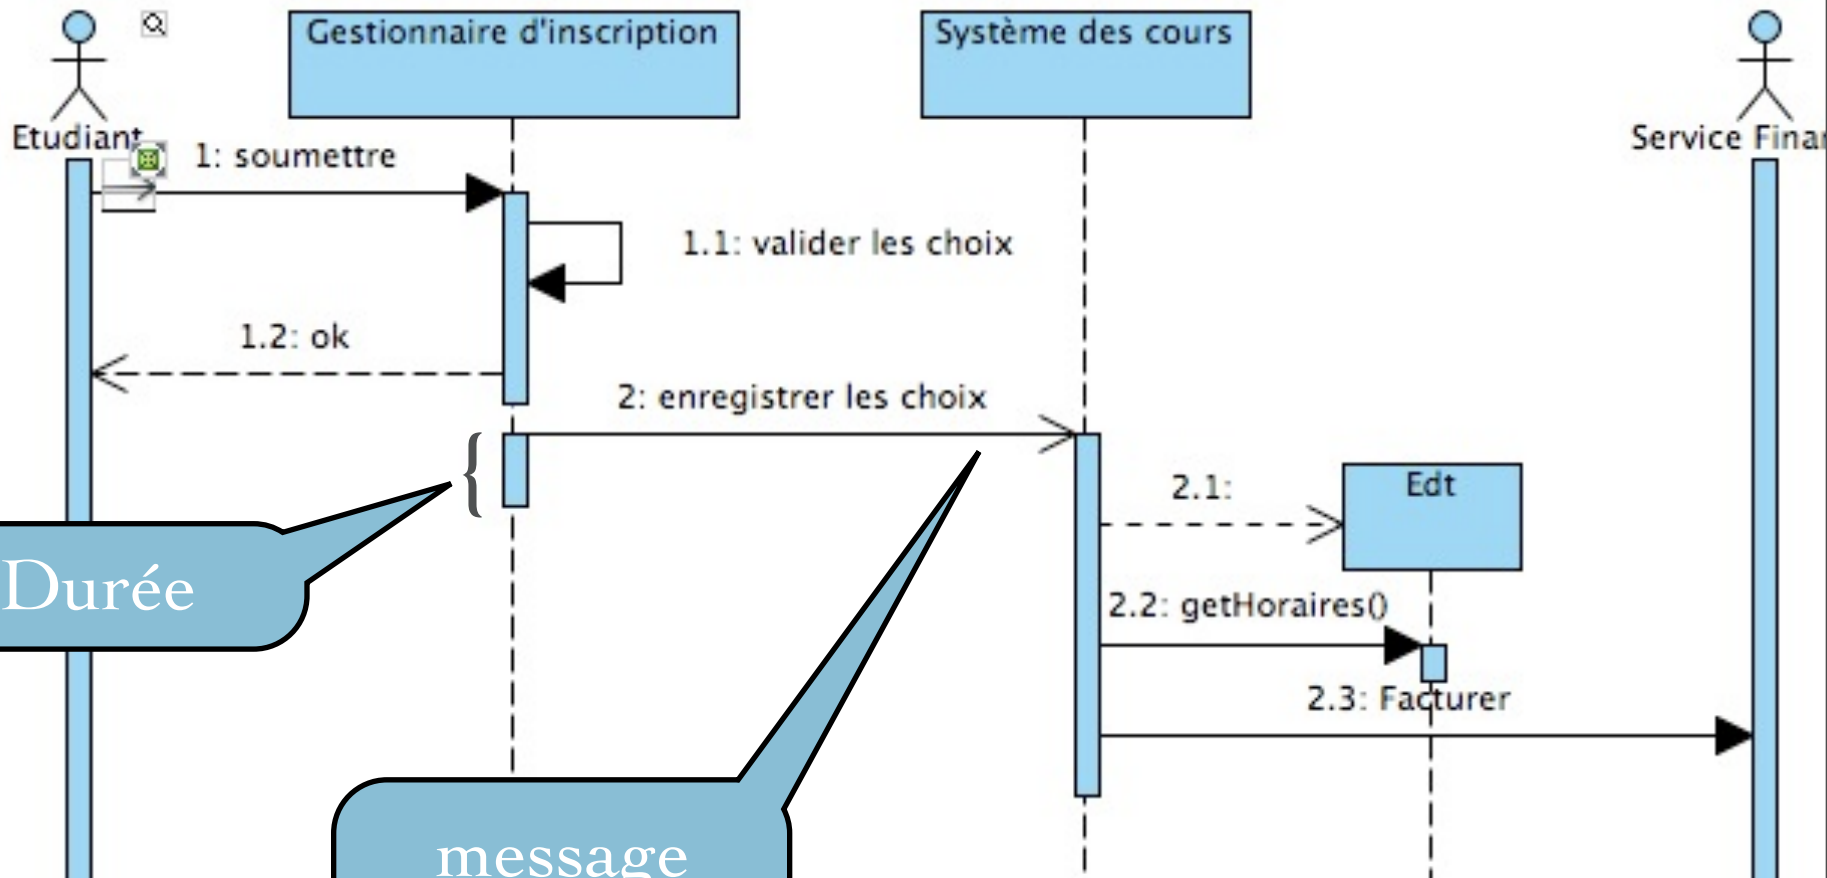 Gestionnaire d'inscription
Système des cours
Etudiant
Service Finan
1: soumettre
1.1: valider les choix
1.2: ok
2: enregistrer les choix
2.1:
Edt
Durée
2.2: getHoraires()
2.3: Facturer
message